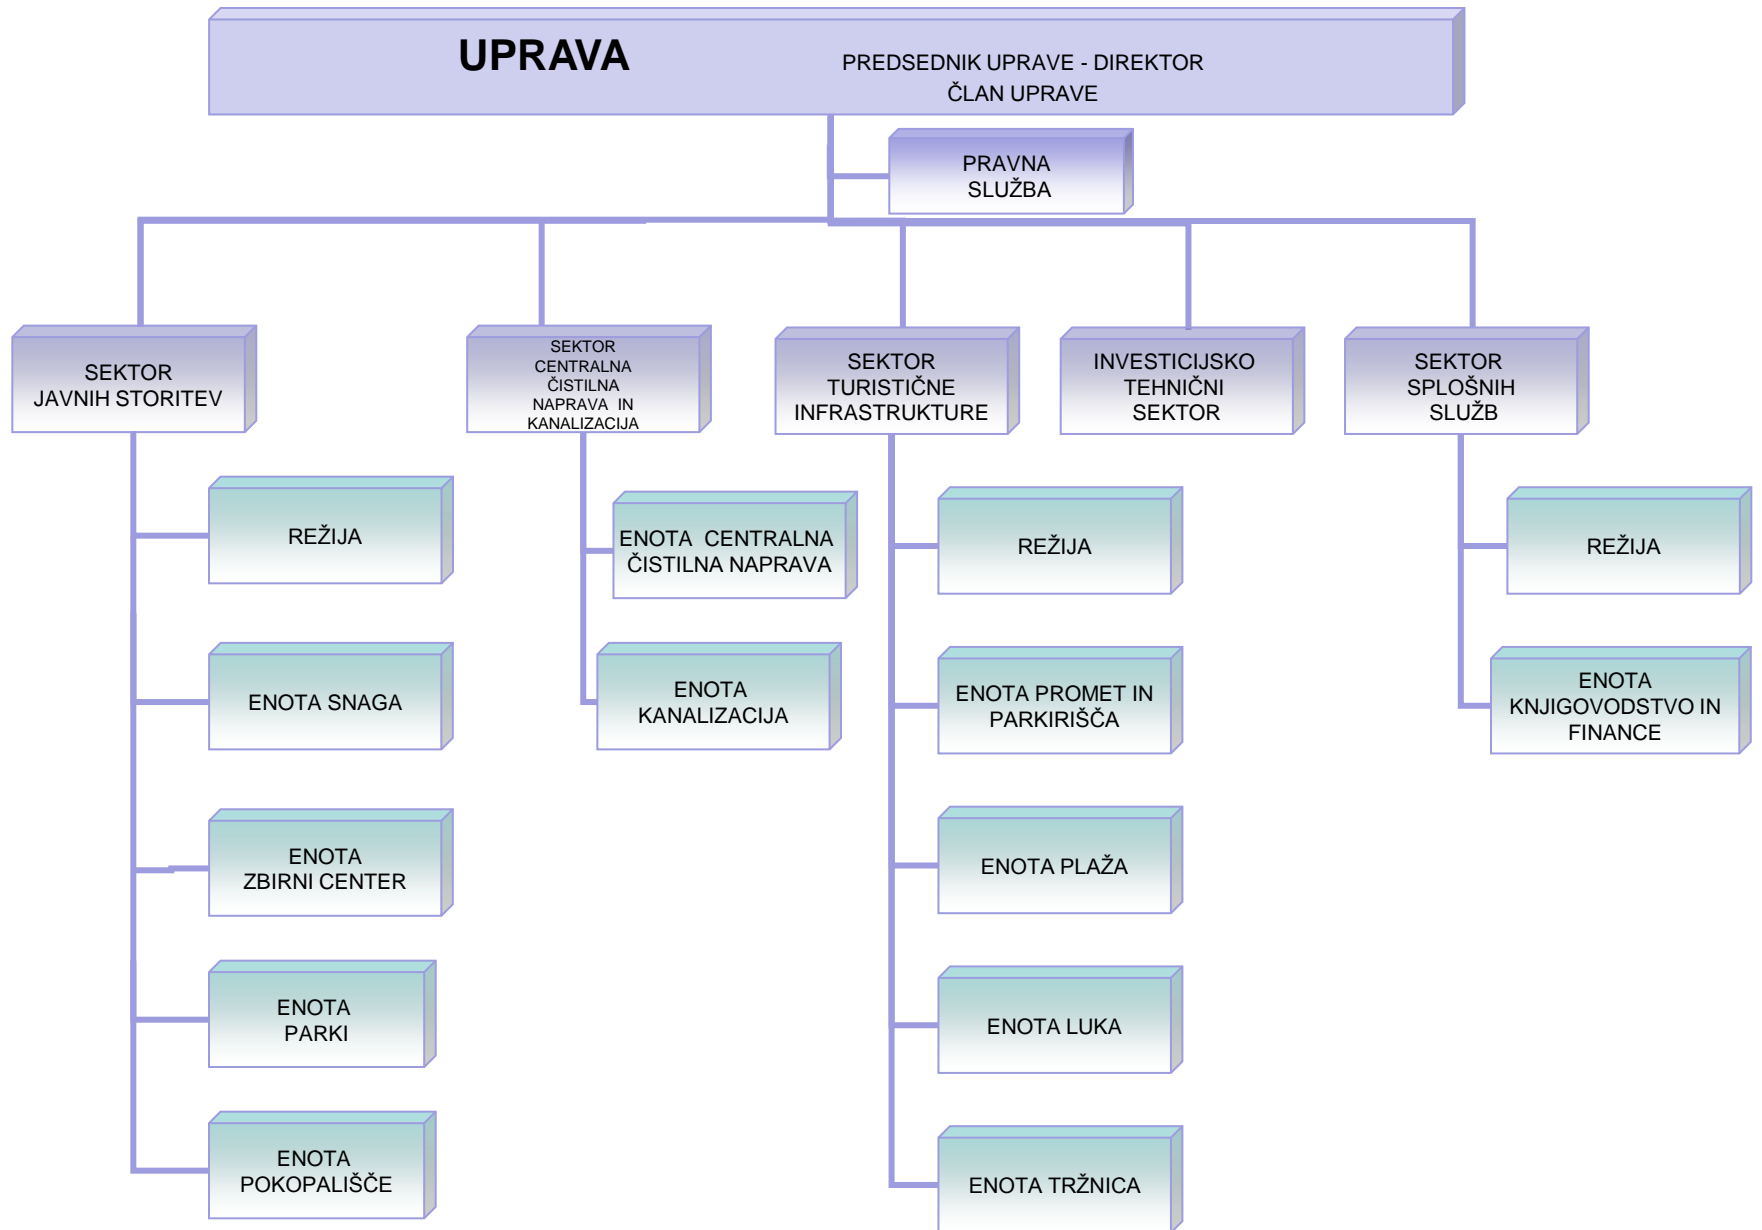 UPRAVA PREDSEDNIK UPRAVE - DIREKTOR
ČLAN UPRAVE
PRAVNA
SLUŽBA
SEKTOR
JAVNIH STORITEV
SEKTOR
CENTRALNA
ČISTILNA
NAPRAVA IN
KANALIZACIJA
SEKTOR
TURISTIČNE
INFRASTRUKTURE
INVESTICIJSKO
TEHNIČNI
SEKTOR
SEKTOR
SPLOŠNIH
SLUŽB
REŽIJA
ENOTA SNAGA
ENOTA
ZBIRNI CENTER
ENOTA
PARKI
ENOTA
POKOPALIŠČE
ENOTA CENTRALNA
ČISTILNA NAPRAVA
ENOTA
KANALIZACIJA
REŽIJA
ENOTA PROMET IN
PARKIRIŠČA
ENOTA PLAŽA
ENOTA LUKA
ENOTA TRŽNICA
REŽIJA
ENOTA
KNJIGOVODSTVO IN
FINANCE